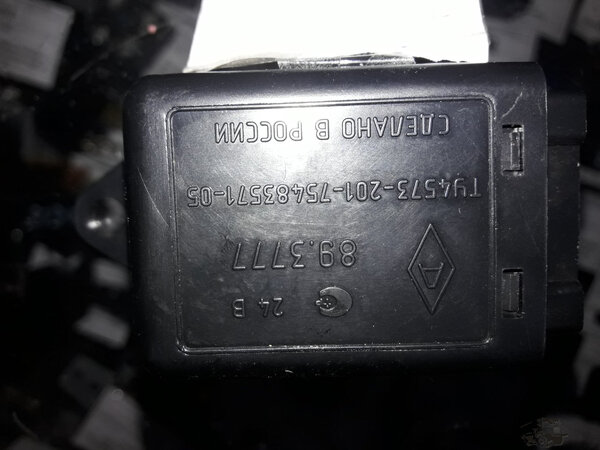 24 В
А
89.3777
ТУ4573-201-75483571-05
СДЕЛАНО В РОССИИ